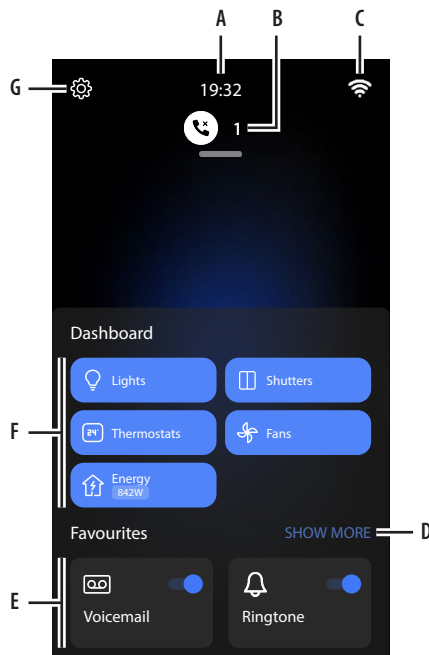 A B C
G 19:32
1
Dashboard
Lights Shutters
F 24° Thermostats Fans
Energy
842W
Favourites SHOW MORE D
E
Voicemail Ringtone